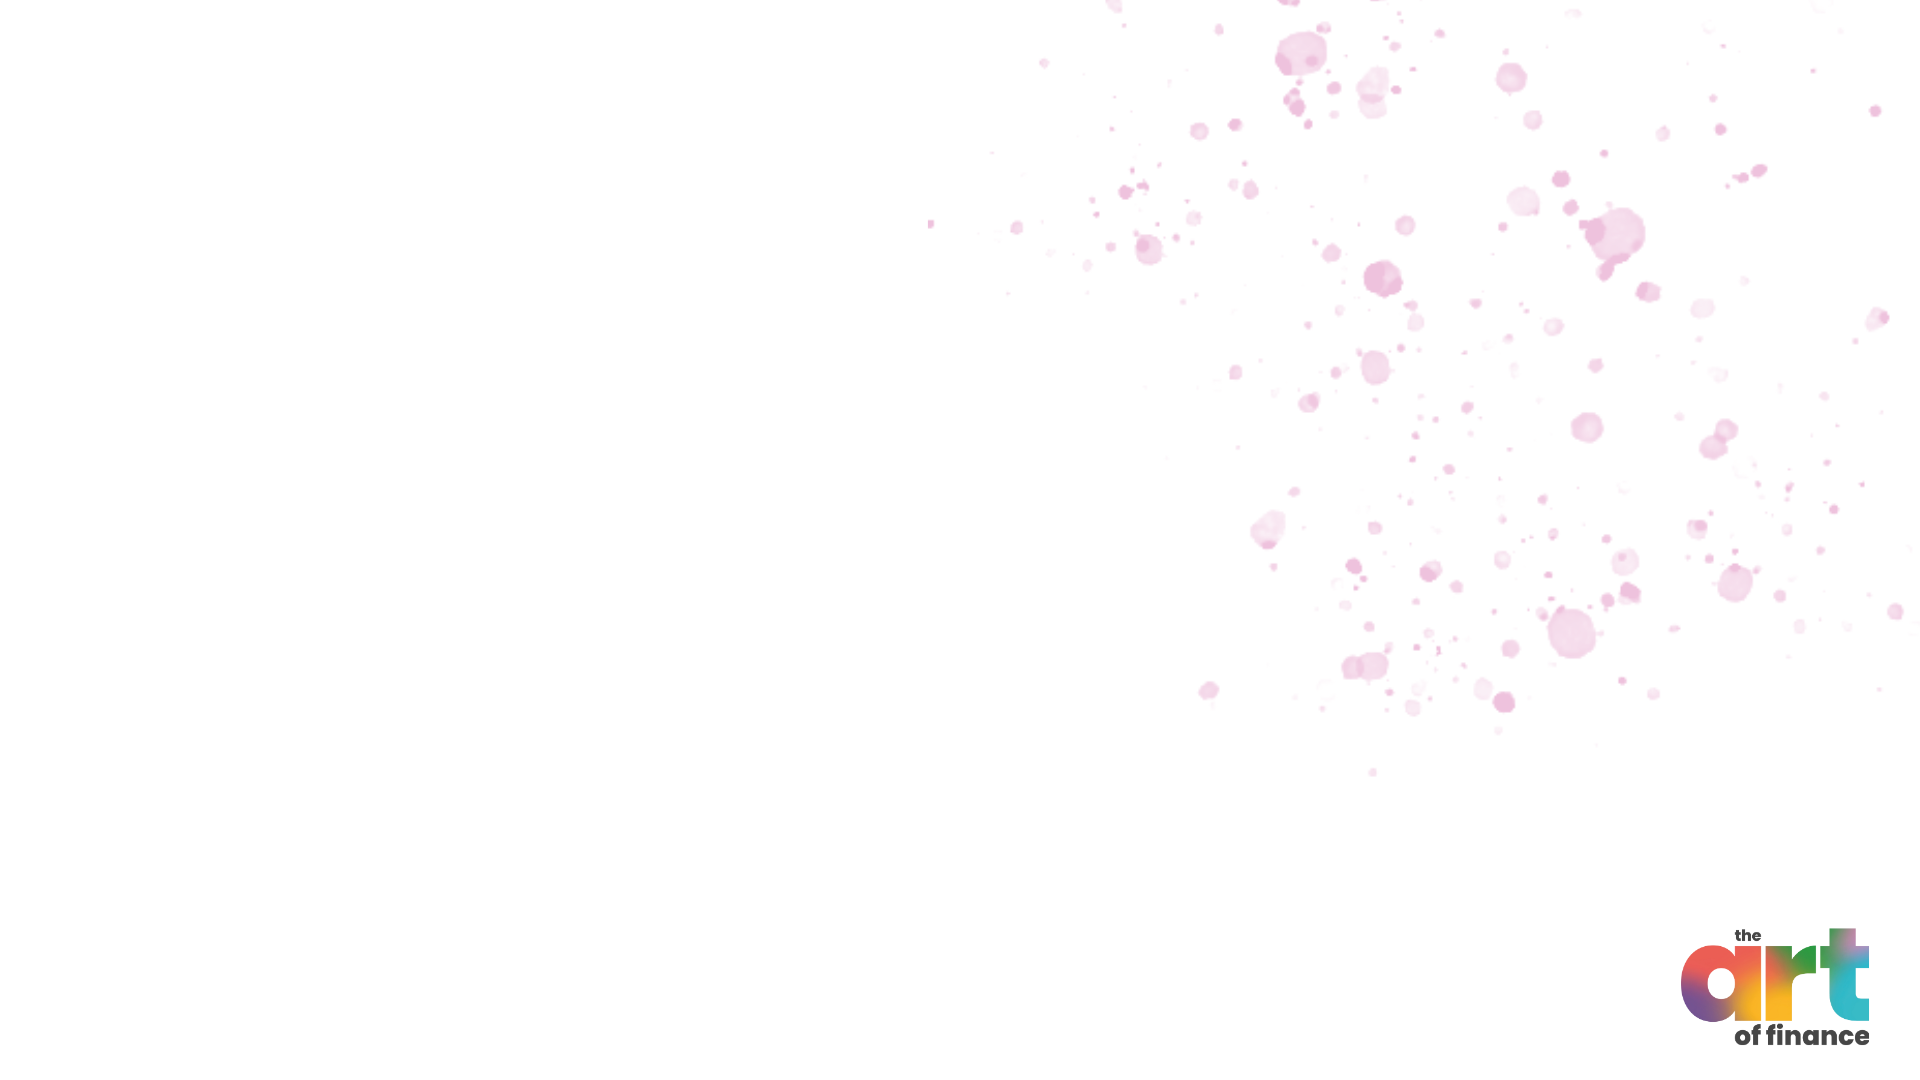 the
art
of finance